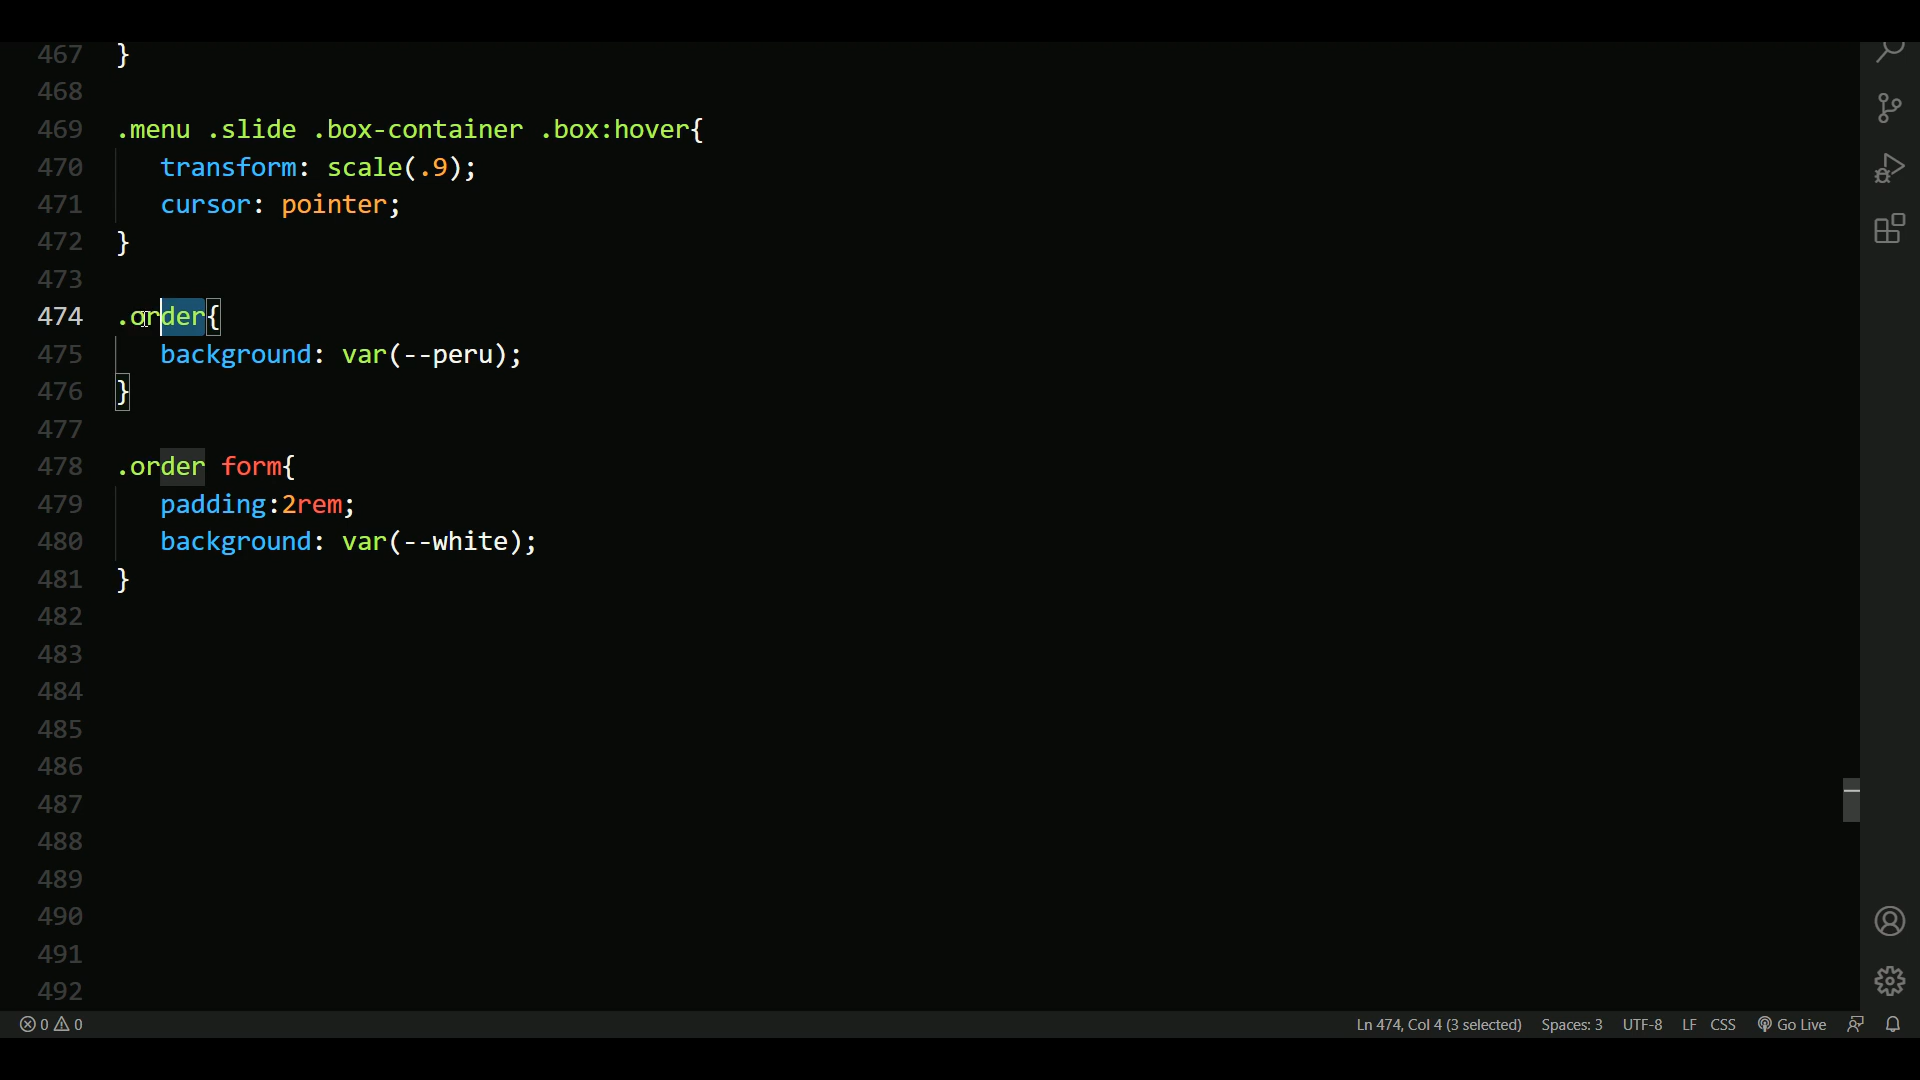 467 }
468
469 .menu .slide .box-container .box:hover{
470 transform: scale(.9);
471 cursor: pointer;
472 }
473
474 .order{
475 background: var(--peru);
476 }
477
478 .order form{
479 padding:2rem;
480 background: var(--white);
481 }
482
483
484
485
486
487
488
489
490
491
492
0 0 Ln 474, Col 4 (3 selected) Spaces: 3 UTF-8 LF CSS Go Live